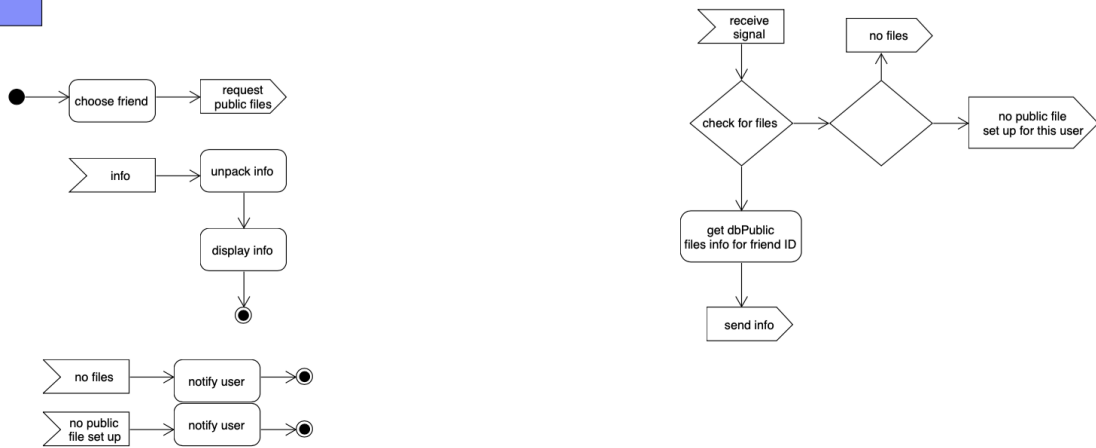 choose friend
request
public files
info
unpack info
display info
no files
notify user
no public
file set up
notify user
receive
signal
no files
check for files
no public file
set up for this user
get dbPublic
files info for friend ID
send info